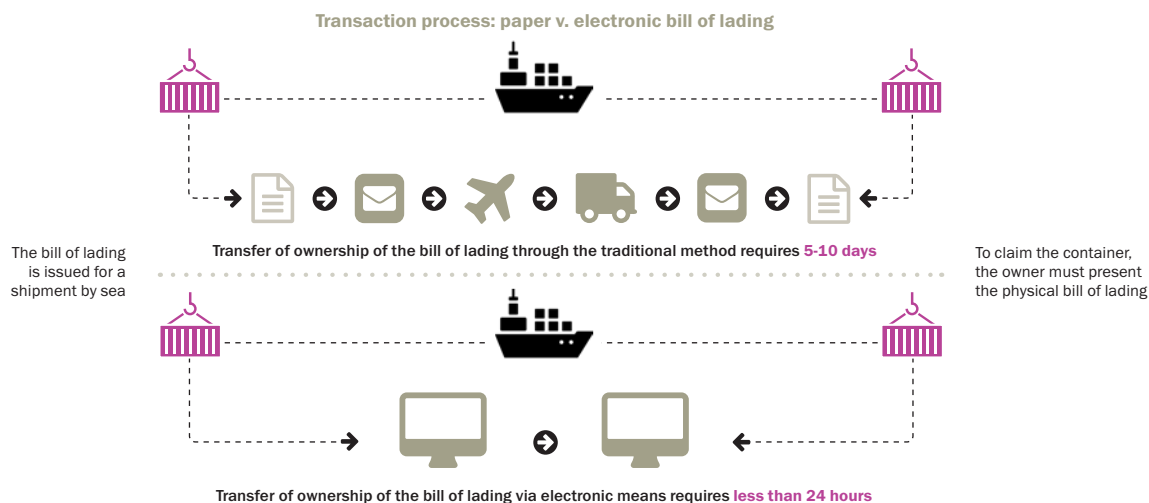 Transaction process: paper v. electronic bill of lading
Transfer of ownership of the bill of lading through the traditional method requires 5-10 days
The bill of lading
is issued for a
shipment by sea
To claim the container,
the owner must present
the physical bill of lading
Transfer of ownership of the bill of lading via electronic means requires less than 24 hours